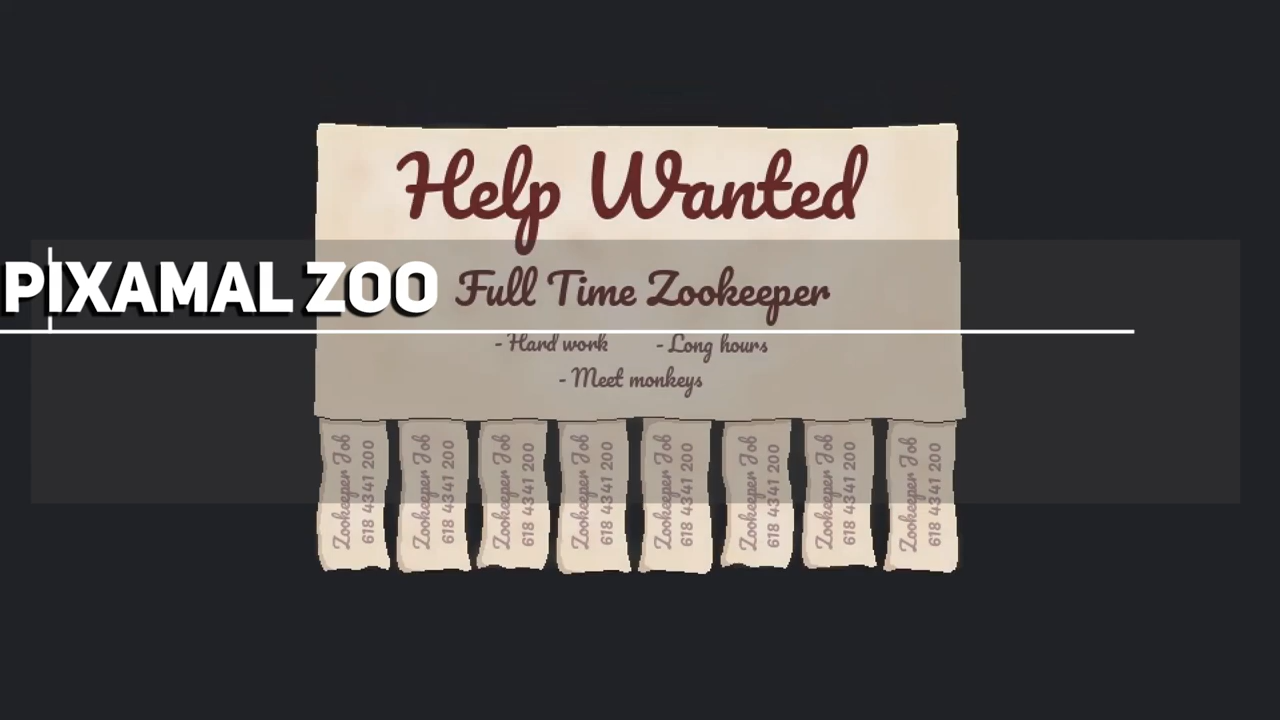 Help Wanted
PIXAMAL ZOO
Full Time Zookeeper
- Hard work - Long hours
- Meet monkeys
Zookeeper Job
618 4341 200
Zookeeper Job
618 4341 200
Zookeeper Job
618 4341 200
Zookeeper Job
618 4341 200
Zookeeper Job
618 4341 200
Zookeeper Job
618 4341 200
Zookeeper Job
618 4341 200
Zookeeper Job
618 4341 200